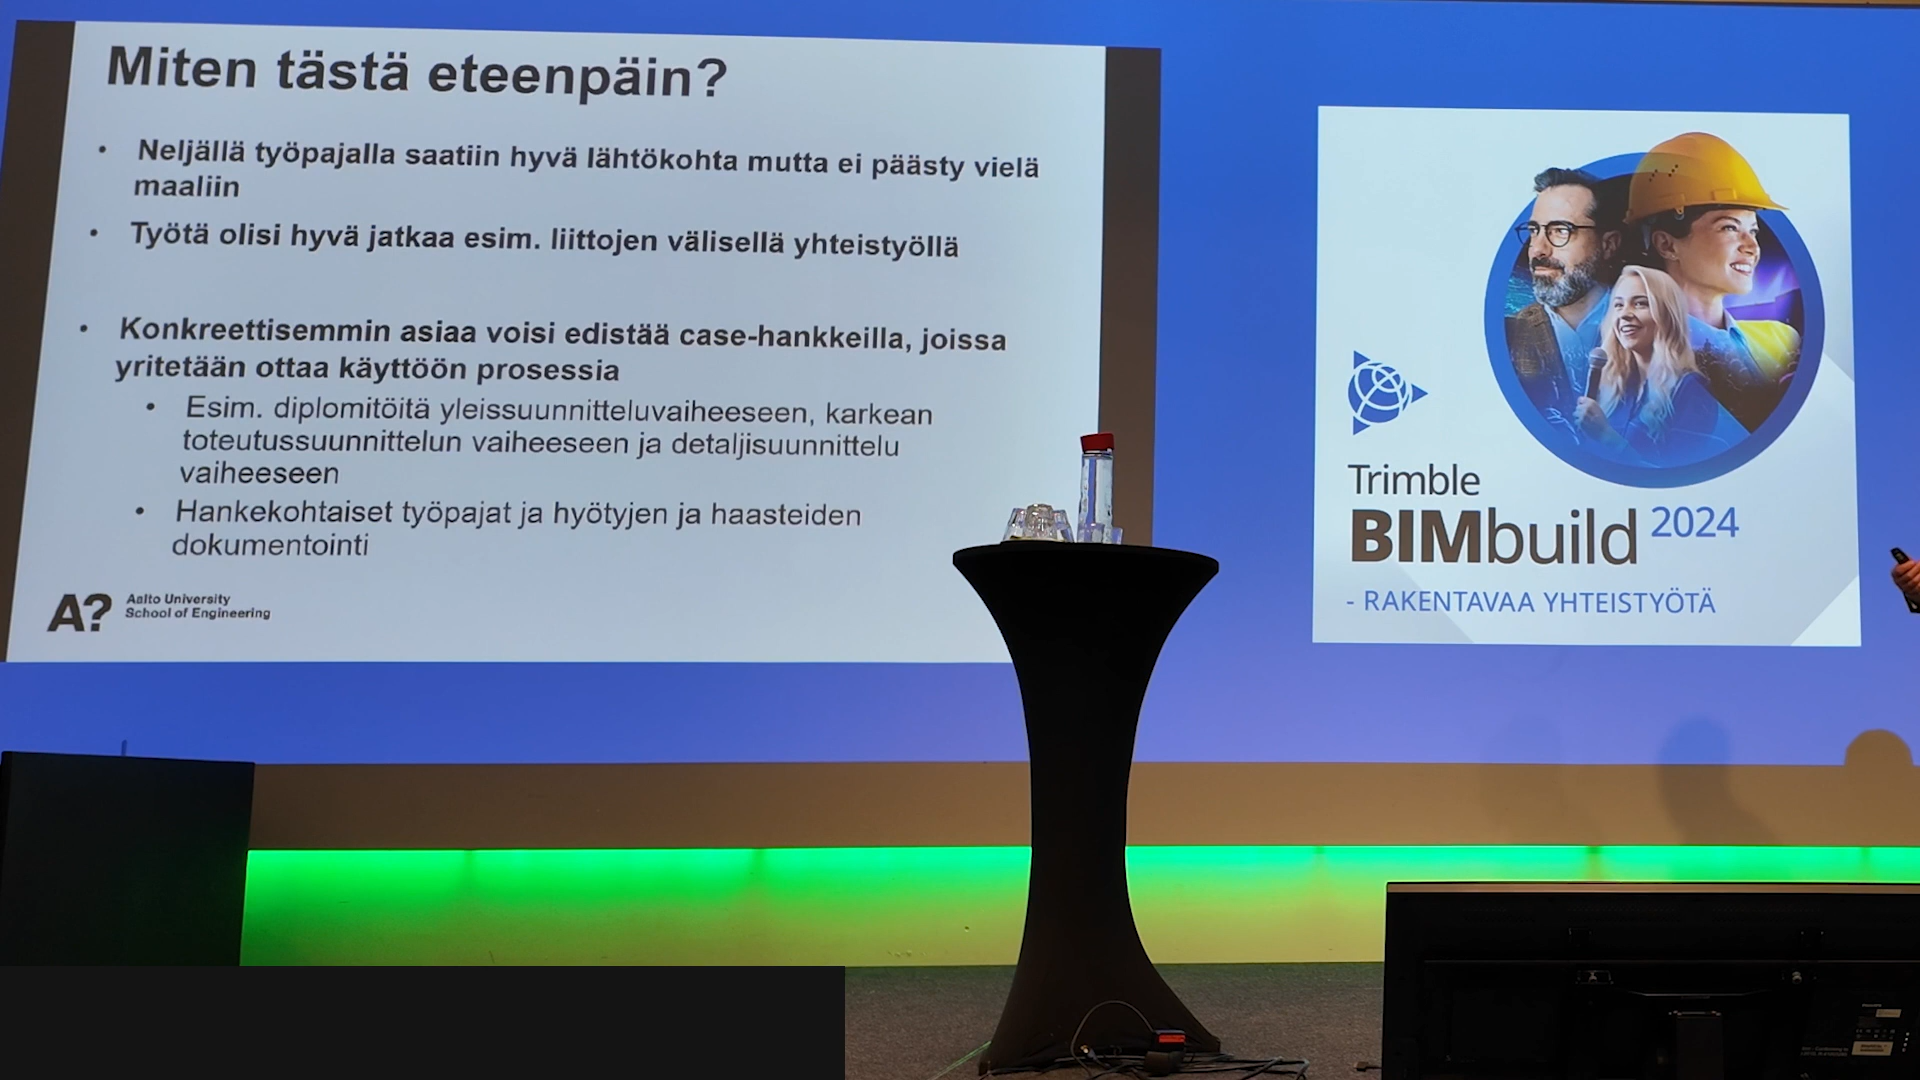 Miten tästä eteenpäin?
• Neljällä työpajalla saatiin hyvä lähtökohta mutta ei päästy vielä
maaliin
• Työtä olisi hyvä jatkaa esim. liittojen välisellä yhteistyöllä
• Konkreettisemmin asiaa voisi edistää case-hankkeilla, joissa
yritetään ottaa käyttöön prosessia
• Esim. diplomitöitä yleissuunnitteluvaiheeseen, karkean
toteutussuunnittelun vaiheeseen ja detaljisuunnittelu
vaiheeseen
• Hankekohtaiset työpajat ja hyötyjen ja haasteiden
dokumentointi
A?
Aalto University
School of Engineering
Trimble
BIMbuild 2024
- RAKENTAVAA YHTEISTYÖTÄ